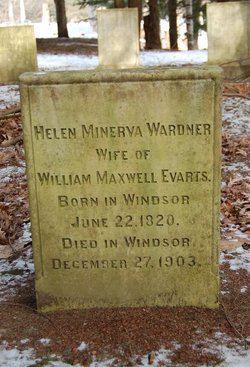 HELEN MINERVA WARDNER
WIFE OF
WILLIAM MAXWELL EVARTS.
BORN IN WINDSOR
JUNE 22.1820.
DIED IN WINDSOR
DECEMBER 27.1903.